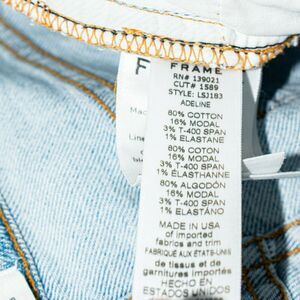 FRAME
RN# 139021
CUT# 1589
STYLE: LSJ183
ADELINE
80% COTTON
16% MODAL
3% T-400 SPAN
1% ELASTANE
80% COTON
16% MODAL
3% T-400 SPAN
1% ÉLASTHANNE
80% ALGODÓN
16% MODAL
3% T-400 SPAN
1% ELASTÁNO
MADE IN USA
of imported
fabrics and trim
FABRIQUÉ AUX ÉTATS-UNIS
de tissus et de
garnitures importés
HECHO EN
ESTADOS UNIDOS